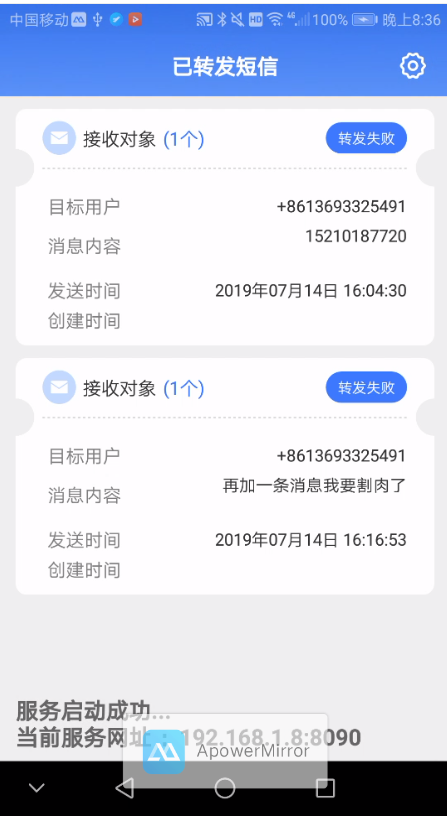 中国移动 HD 4G 100% 晚上8:36
已转发短信
接收对象 (1个) 转发失败
目标用户 +8613693325491
消息内容 15210187720
发送时间 2019年07月14日 16:04:30
创建时间
接收对象 (1个) 转发失败
目标用户 +8613693325491
消息内容 再加一条消息我要割肉了
发送时间 2019年07月14日 16:16:53
创建时间
服务启动成功...
当前服务网址：192.168.1.8:8090
ApowerMirror